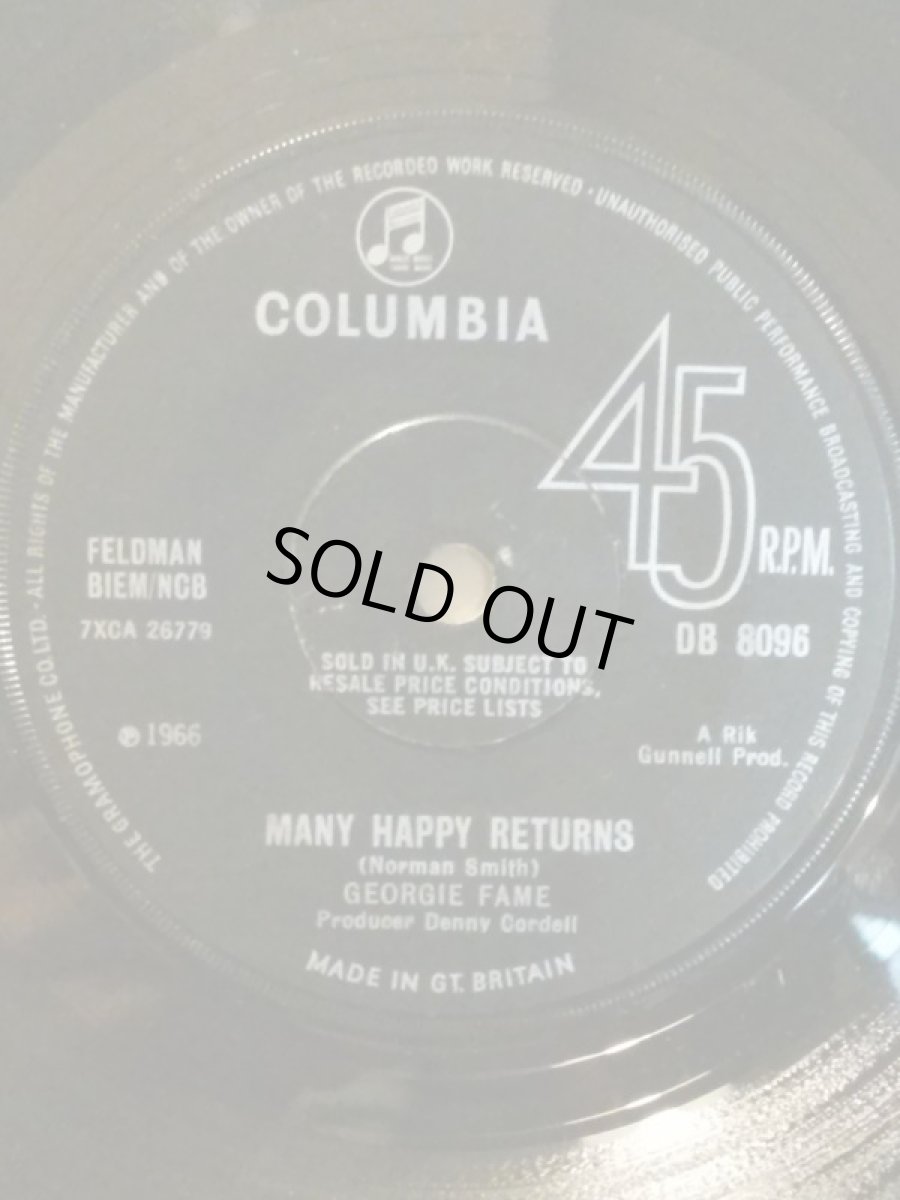 THE GRAMOPHONE CO. LTD. · ALL RIGHTS OF THE MANUFACTURER AND OF THE OWNER OF THE RECORDED WORK RESERVED · UNAUTHORISED PUBLIC PERFORMANCE BROADCASTING AND COPYING OF THIS RECORD PROHIBITED
COLUMBIA
45
R.P.M.
FELDMAN
BIEM/NCB
7XCA 26779
DB 8096
SOLD OUT
SOLD IN U.K. SUBJECT TO
RESALE PRICE CONDITIONS,
SEE PRICE LISTS
℗ 1966
A Rik
Gunnell Prod.
MANY HAPPY RETURNS
(Norman Smith)
GEORGIE FAME
Producer Denny Cordell
MADE IN GT. BRITAIN